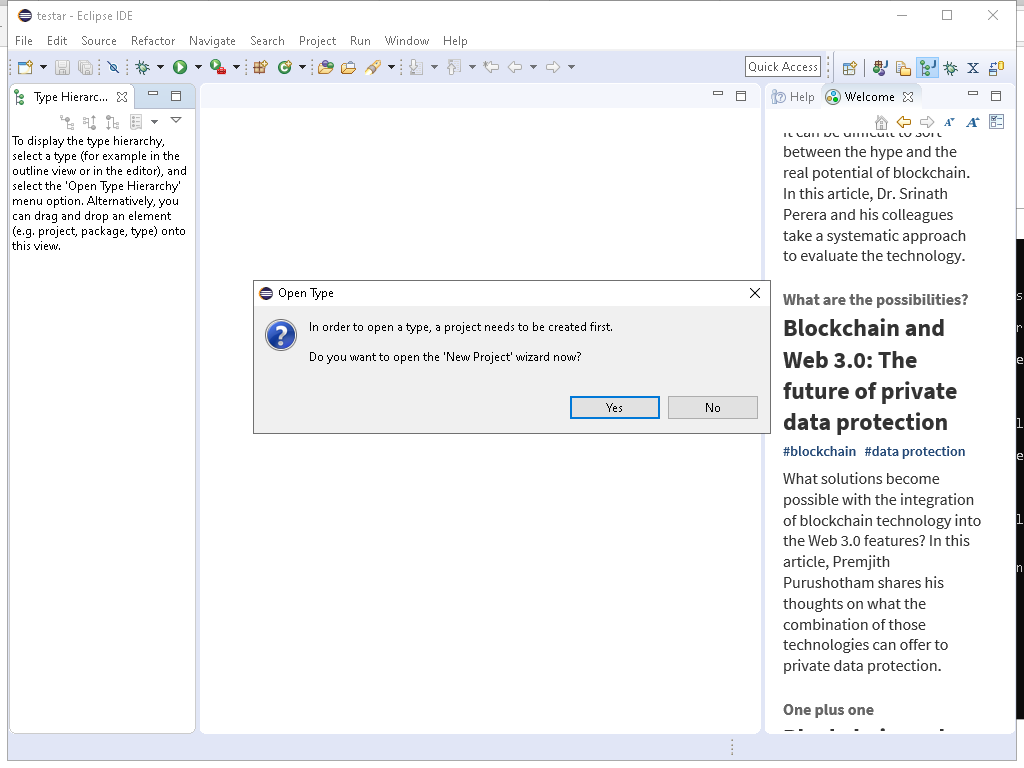 testar - Eclipse IDE
File Edit Source Refactor Navigate Search Project Run Window Help
Quick Access
Type Hierarc...
To display the type hierarchy,
select a type (for example in the
outline view or in the editor), and
select the 'Open Type Hierarchy'
menu option. Alternatively, you
can drag and drop an element
(e.g. project, package, type) onto
this view.
Open Type
In order to open a type, a project needs to be created first.
Do you want to open the 'New Project' wizard now?
Yes No
Help Welcome
It can be difficult to sort
between the hype and the
real potential of blockchain.
In this article, Dr. Srinath
Perera and his colleagues
take a systematic approach
to evaluate the technology.
What are the possibilities?
Blockchain and
Web 3.0: The
future of private
data protection
#blockchain #data protection
What solutions become
possible with the integration
of blockchain technology into
the Web 3.0 features? In this
article, Premjith
Purushotham shares his
thoughts on what the
combination of those
technologies can offer to
private data protection.
One plus one